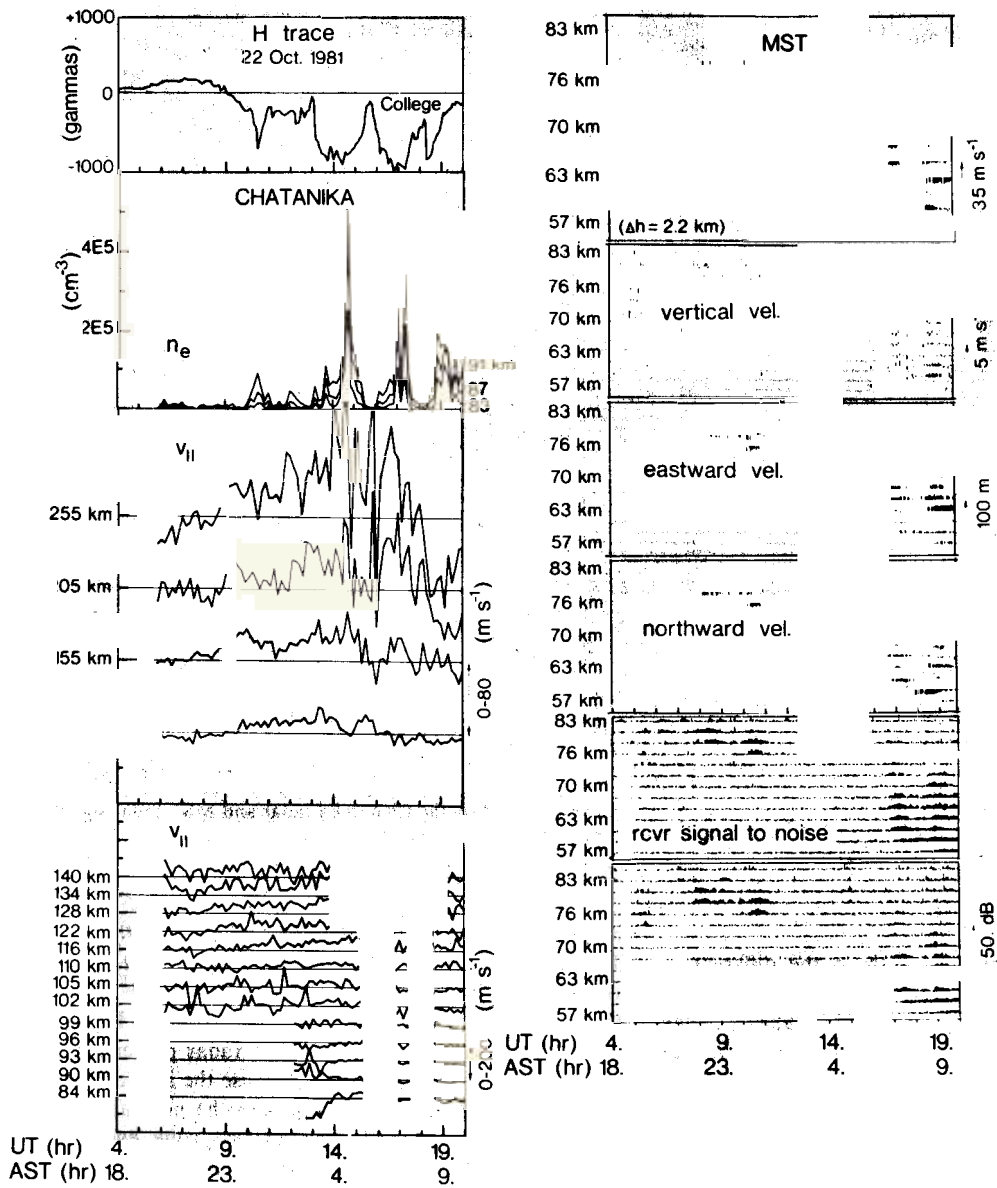 +1000
H trace
22 Oct. 1981
(gammas)
0
College
-1000
CHATANIKA
4E5
(cm⁻³)
2E5
nₑ
91 km
87
v||
255 km
05 km
(m s⁻¹)
155 km
0-80
v||
140 km
134 km
128 km
122 km
116 km
110 km
105 km
102 km
99 km
96 km
93 km
90 km
84 km
(m s⁻¹)
UT (hr) 4. 9. 14. 19.
AST (hr) 18. 23. 4. 9.
83 km
MST
76 km
70 km
63 km
35 m s⁻¹
57 km
(Δh = 2.2 km)
83 km
76 km
vertical vel.
70 km
63 km
5 m s
57 km
83 km
76 km
eastward vel.
70 km
63 km
100 m
57 km
83 km
76 km
northward vel.
70 km
63 km
57 km
83 km
76 km
70 km
63 km
rcvr signal to noise
57 km
83 km
76 km
70 km
50. dB
63 km
57 km
UT (hr) 4. 9. 14. 19.
AST (hr) 18. 23. 4. 9.